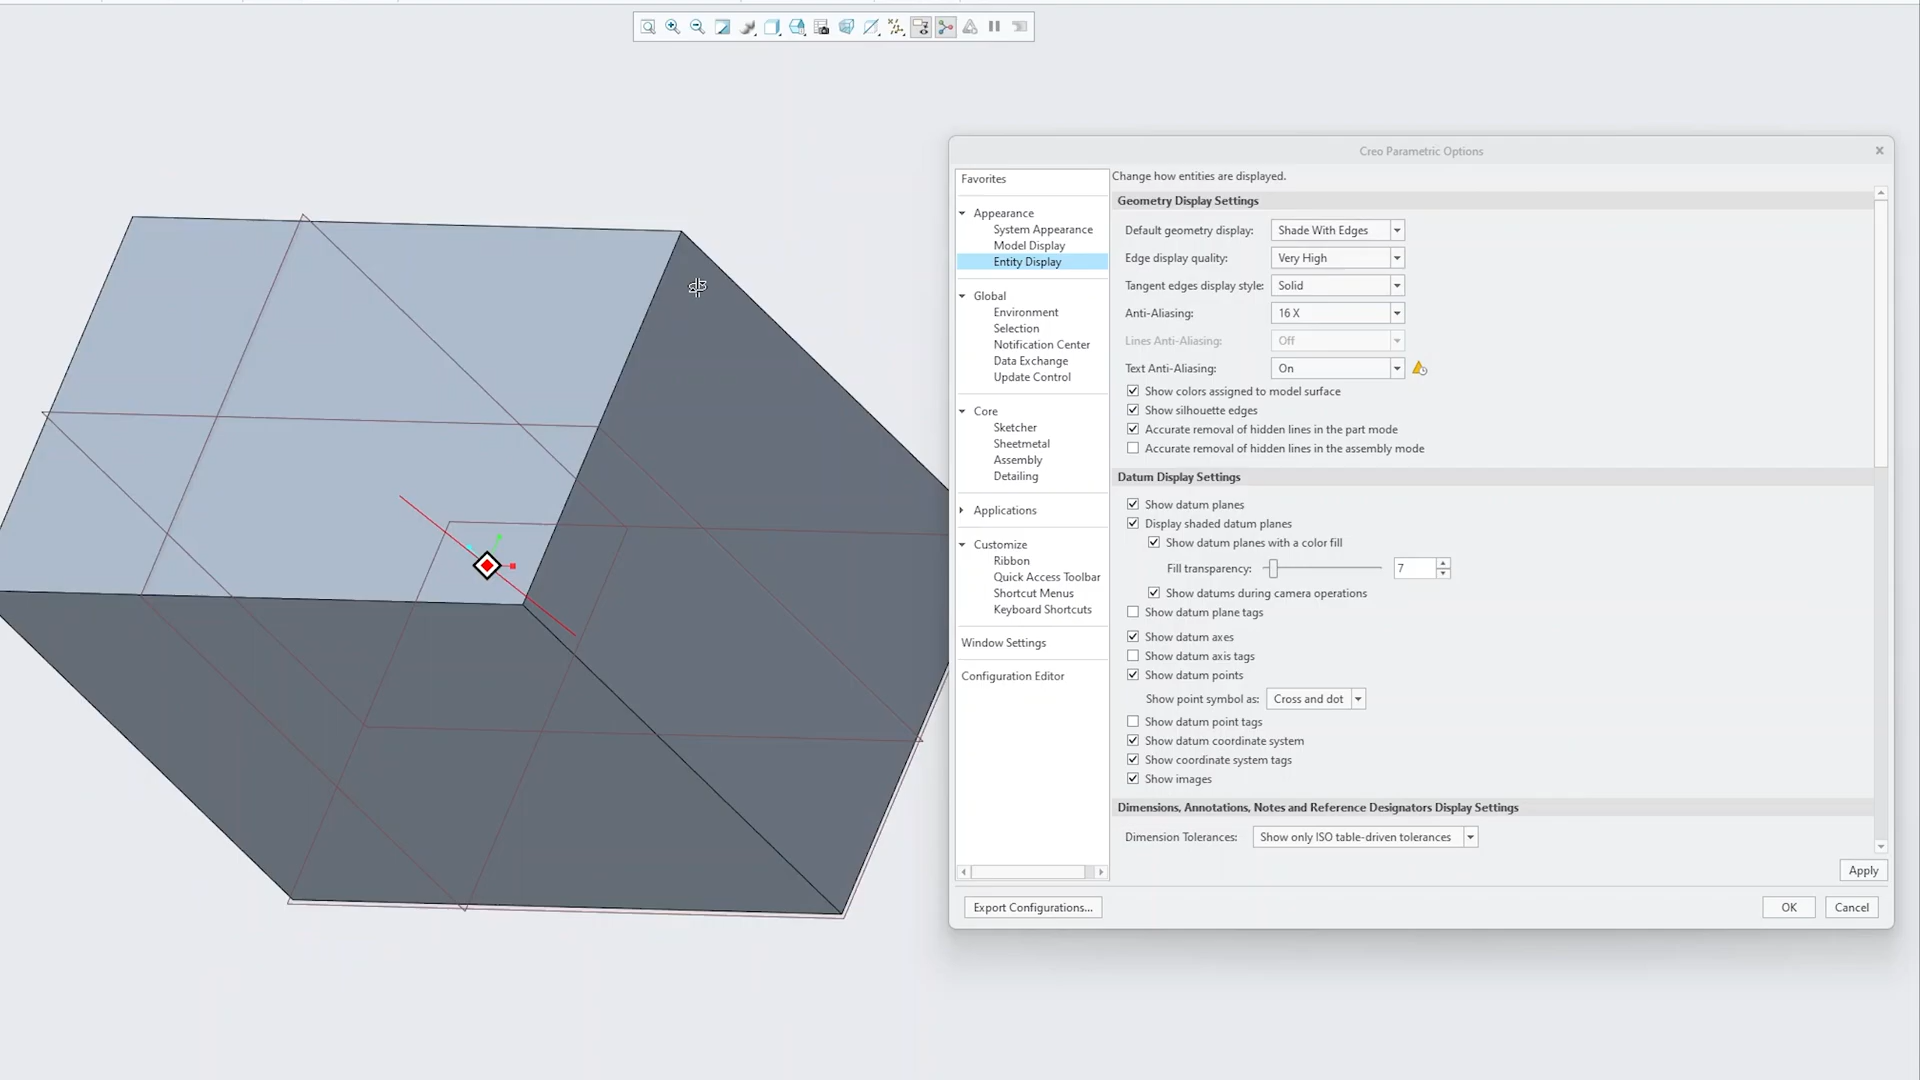 Creo Parametric Options
Favorites
Appearance
System Appearance
Model Display
Entity Display
Global
Environment
Selection
Notification Center
Data Exchange
Update Control
Core
Sketcher
Sheetmetal
Assembly
Detailing
Applications
Customize
Ribbon
Quick Access Toolbar
Shortcut Menus
Keyboard Shortcuts
Window Settings
Configuration Editor
Change how entities are displayed.
Geometry Display Settings
Default geometry display: Shade With Edges
Edge display quality: Very High
Tangent edges display style: Solid
Anti-Aliasing: 16 X
Lines Anti-Aliasing: Off
Text Anti-Aliasing: On
Show colors assigned to model surface
Show silhouette edges
Accurate removal of hidden lines in the part mode
Accurate removal of hidden lines in the assembly mode
Datum Display Settings
Show datum planes
Display shaded datum planes
Show datum planes with a color fill
Fill transparency: 7
Show datums during camera operations
Show datum plane tags
Show datum axes
Show datum axis tags
Show datum points
Show point symbol as: Cross and dot
Show datum point tags
Show datum coordinate system
Show coordinate system tags
Show images
Dimensions, Annotations, Notes and Reference Designators Display Settings
Dimension Tolerances: Show only ISO table-driven tolerances
Apply
Export Configurations...
OK
Cancel